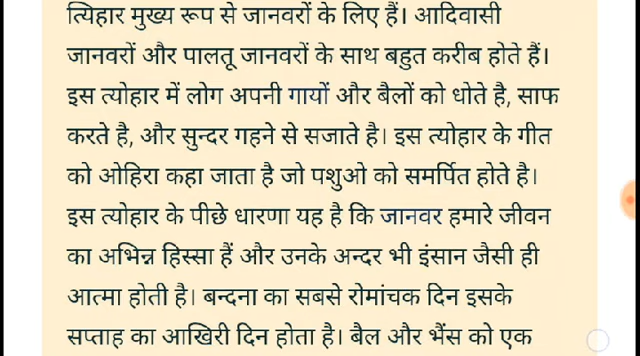 त्यिहार मुख्य रूप से जानवरों के लिए हैं। आदिवासी
जानवरों और पालतू जानवरों के साथ बहुत करीब होते हैं।
इस त्योहार में लोग अपनी गायों और बैलों को धोते है, साफ
करते है, और सुन्दर गहने से सजाते है। इस त्योहार के गीत
को ओहिरा कहा जाता है जो पशुओ को समर्पित होते है।
इस त्योहार के पीछे धारणा यह है कि जानवर हमारे जीवन
का अभिन्न हिस्सा हैं और उनके अन्दर भी इंसान जैसी ही
आत्मा होती है। बन्दना का सबसे रोमांचक दिन इसके
सप्ताह का आखिरी दिन होता है। बैल और भैंस को एक